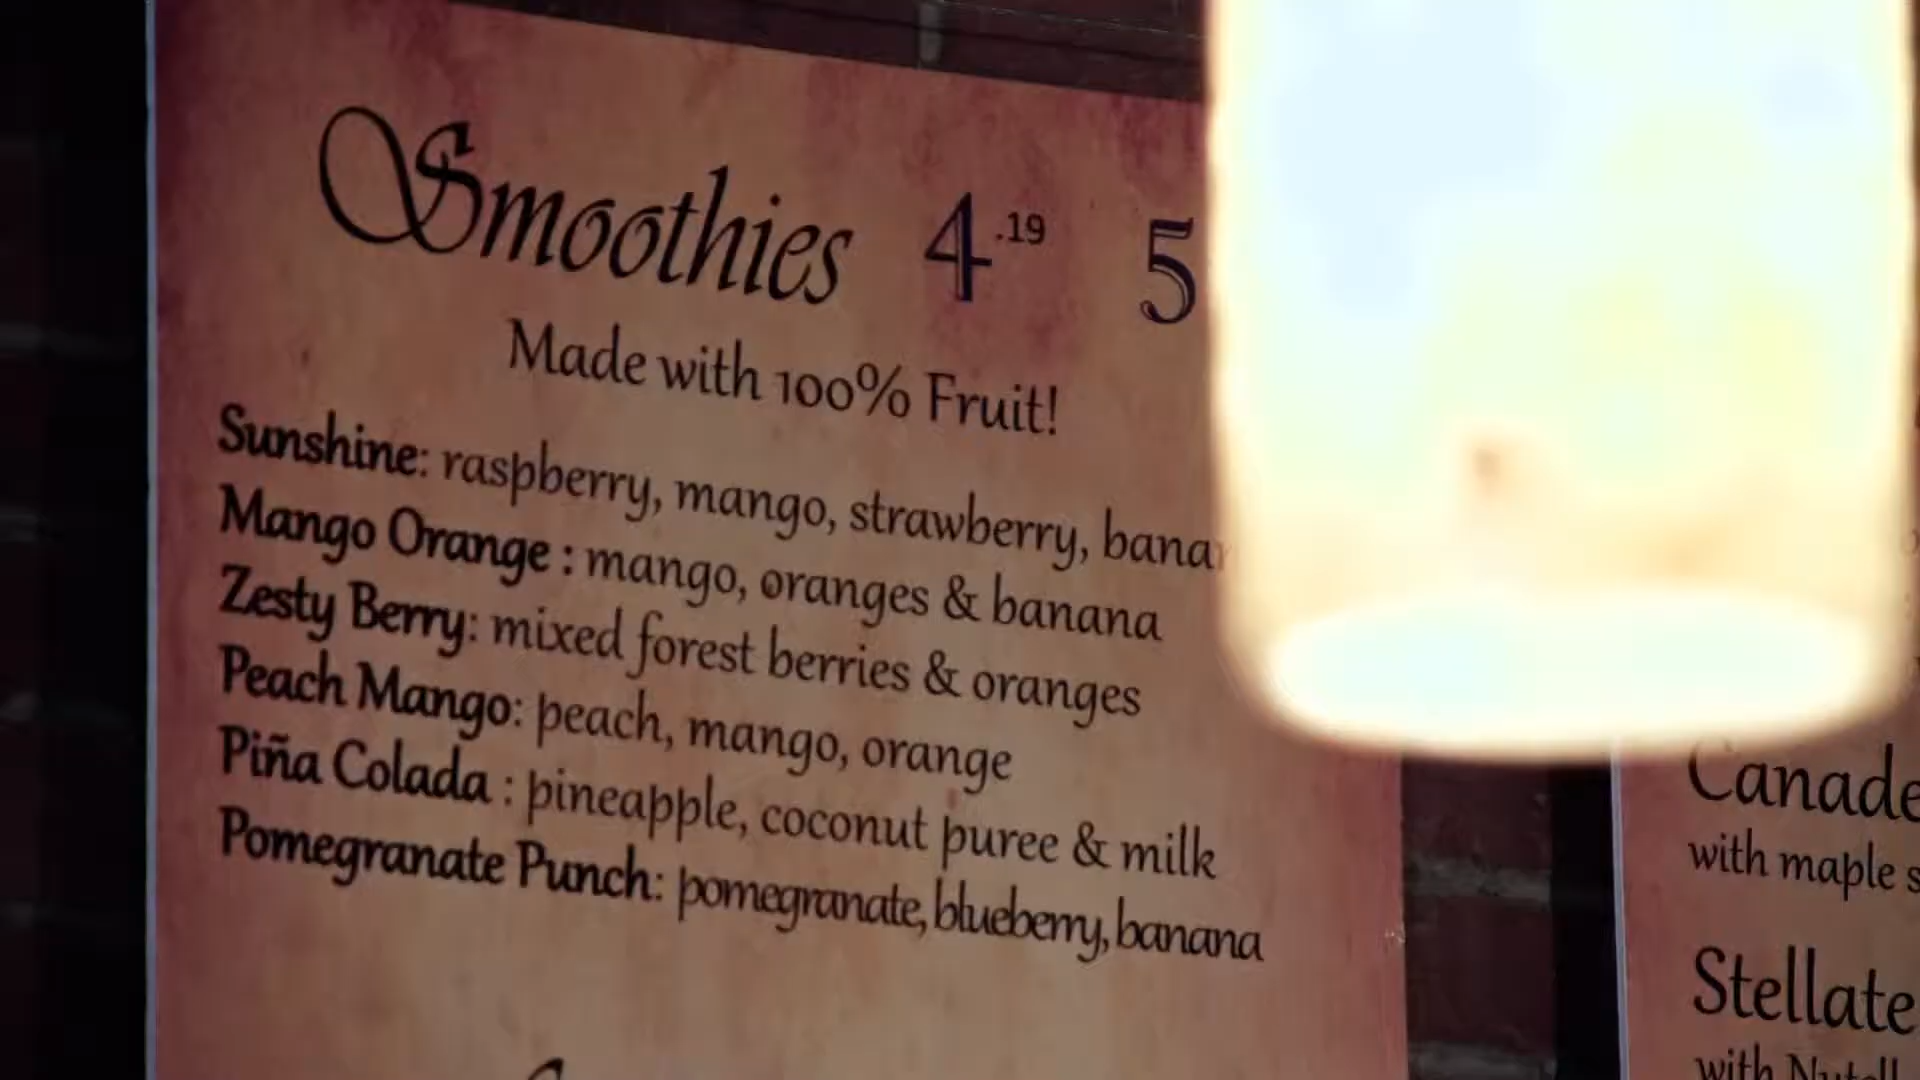 Smoothies 4.19 5
Made with 100% Fruit!
Sunshine: raspberry, mango, strawberry,
Mango Orange : mango, oranges & banana
Zesty Berry: mixed forest berries & oranges
Peach Mango: peach, mango, orange
Piña Colada : pineapple, coconut puree & milk
Pomegranate Punch: pomegranate, blueberry, banana
with maple
with